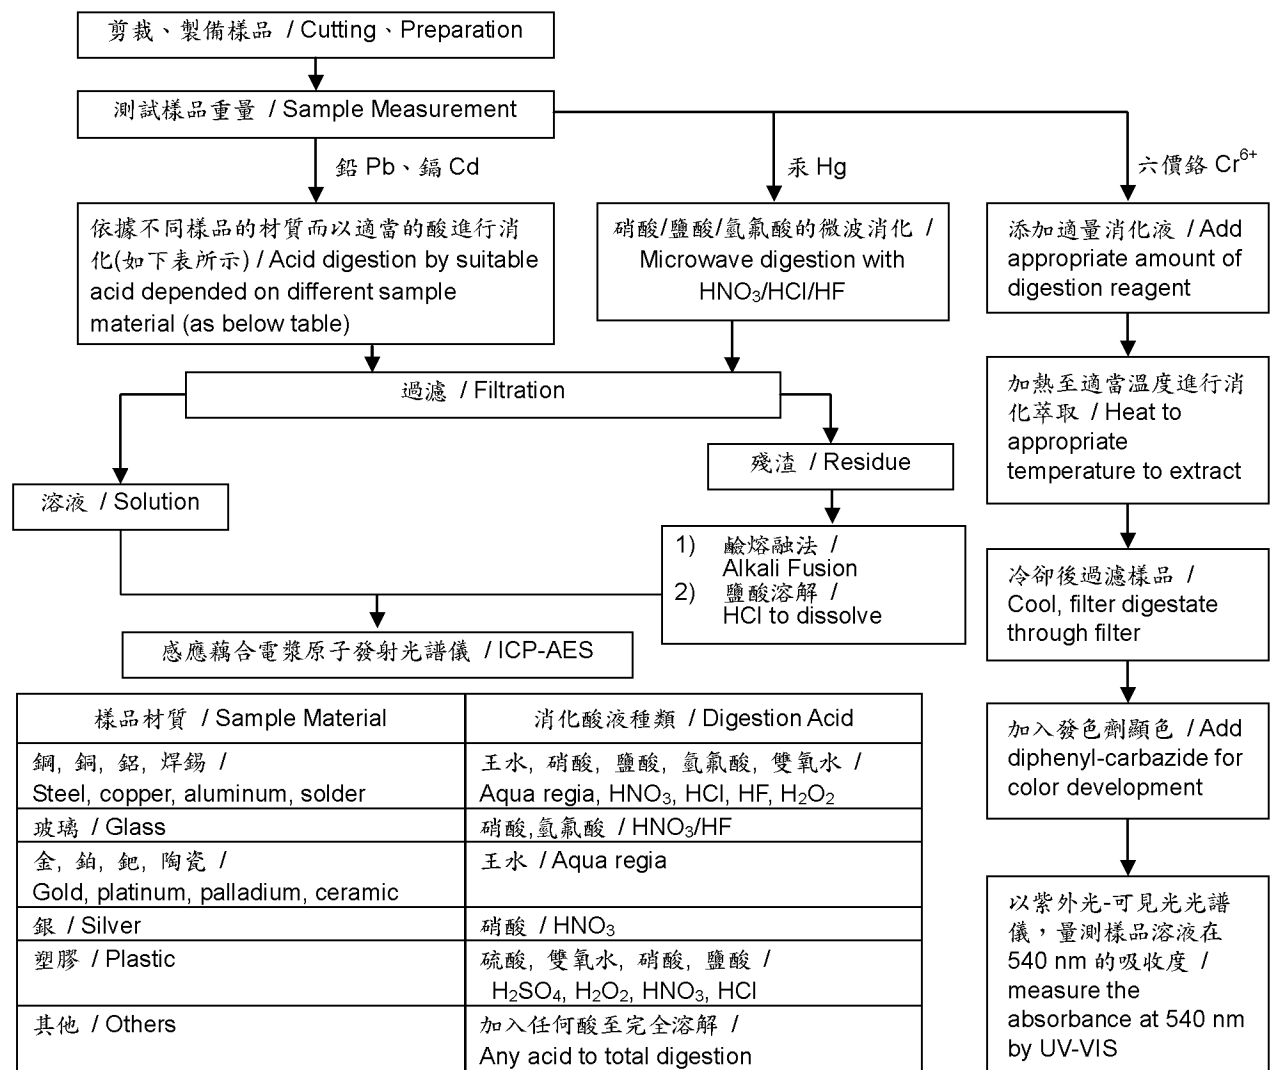 剪裁、製備樣品 / Cutting、Preparation
測試樣品重量 / Sample Measurement
鉛 Pb、鎘 Cd
汞 Hg
六價鉻 Cr6+
依據不同樣品的材質而以適當的酸進行消
化(如下表所示) / Acid digestion by suitable
acid depended on different sample
material (as below table)
硝酸/鹽酸/氫氟酸的微波消化 /
Microwave digestion with
HNO3/HCl/HF
添加適量消化液 / Add
appropriate amount of
digestion reagent
過濾 / Filtration
加熱至適當溫度進行消
化萃取 / Heat to
appropriate
temperature to extract
溶液 / Solution
殘渣 / Residue
1) 鹼熔融法 /
Alkali Fusion
2) 鹽酸溶解 /
HCl to dissolve
冷卻後過濾樣品 /
Cool, filter digestate
through filter
感應藕合電漿原子發射光譜儀 / ICP-AES
加入發色劑顯色 / Add
diphenyl-carbazide for
color development
以紫外光-可見光光譜
儀，量測樣品溶液在
540 nm 的吸收度 /
measure the
absorbance at 540 nm
by UV-VIS
樣品材質 / Sample Material
消化酸液種類 / Digestion Acid
鋼, 銅, 鋁, 焊錫 /
Steel, copper, aluminum, solder
王水, 硝酸, 鹽酸, 氫氟酸, 雙氧水 /
Aqua regia, HNO3, HCl, HF, H2O2
玻璃 / Glass
硝酸,氫氟酸 / HNO3/HF
金, 鉑, 鈀, 陶瓷 /
Gold, platinum, palladium, ceramic
王水 / Aqua regia
銀 / Silver
硝酸 / HNO3
塑膠 / Plastic
硫酸, 雙氧水, 硝酸, 鹽酸 /
H2SO4, H2O2, HNO3, HCl
其他 / Others
加入任何酸至完全溶解 /
Any acid to total digestion